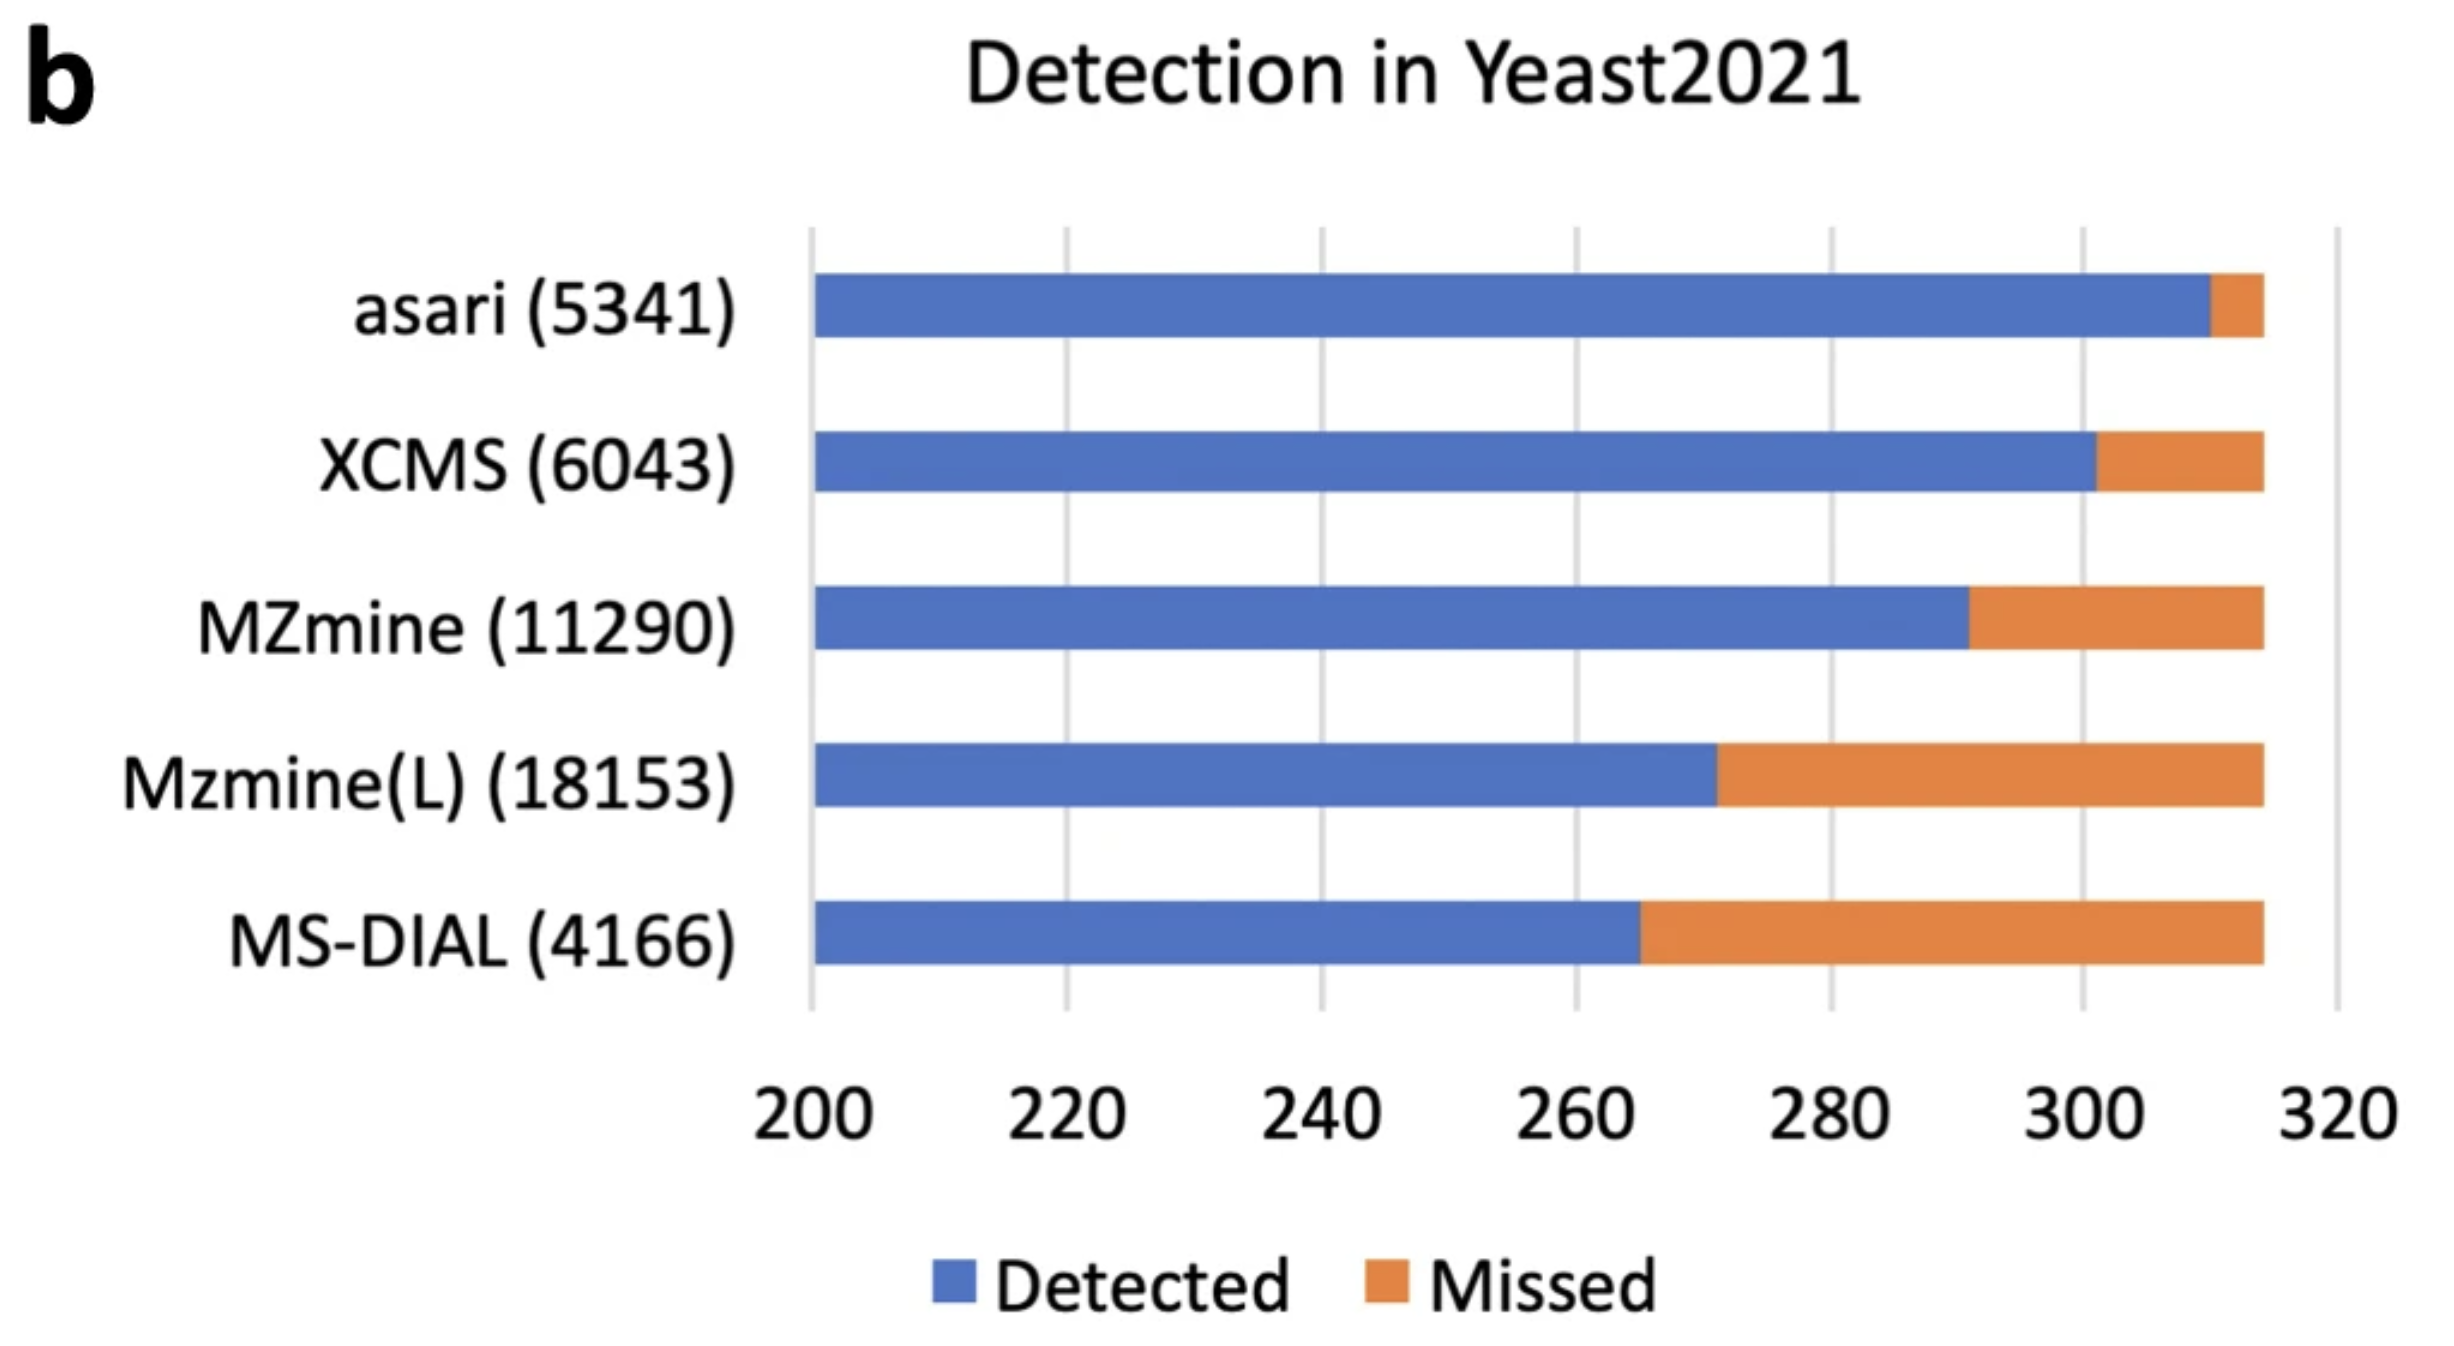 b
Detection in Yeast2021
asari (5341)
XCMS (6043)
MZmine (11290)
Mzmine(L) (18153)
MS-DIAL (4166)
200 220 240 260 280 300 320
Detected Missed